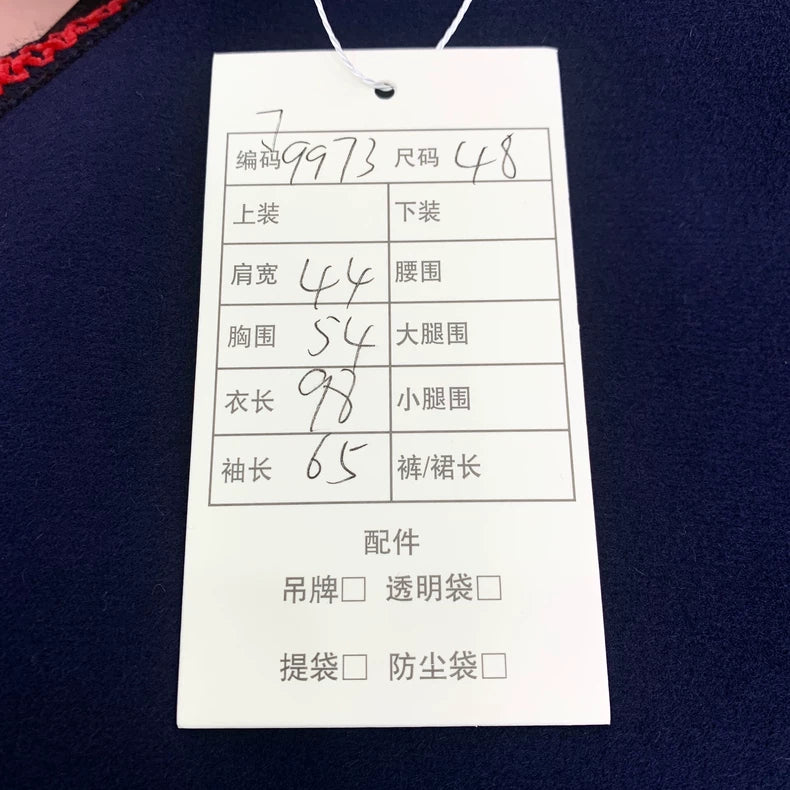 编码 9973 尺码 48
上装 下装
肩宽 44 腰围
胸围 54 大腿围
衣长 98 小腿围
袖长 65 裤/裙长
配件
吊牌□ 透明袋□
提袋□ 防尘袋□